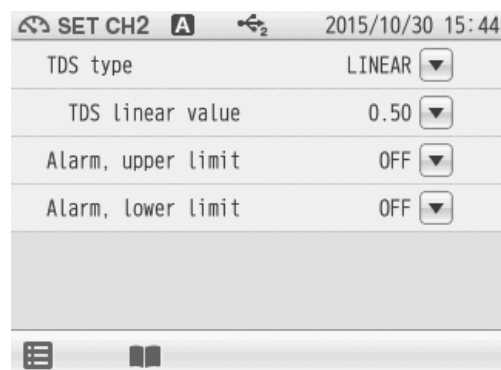 SET CH2 A 2 2015/10/30 15:44
TDS type LINEAR
TDS linear value 0.50
Alarm, upper limit OFF
Alarm, lower limit OFF